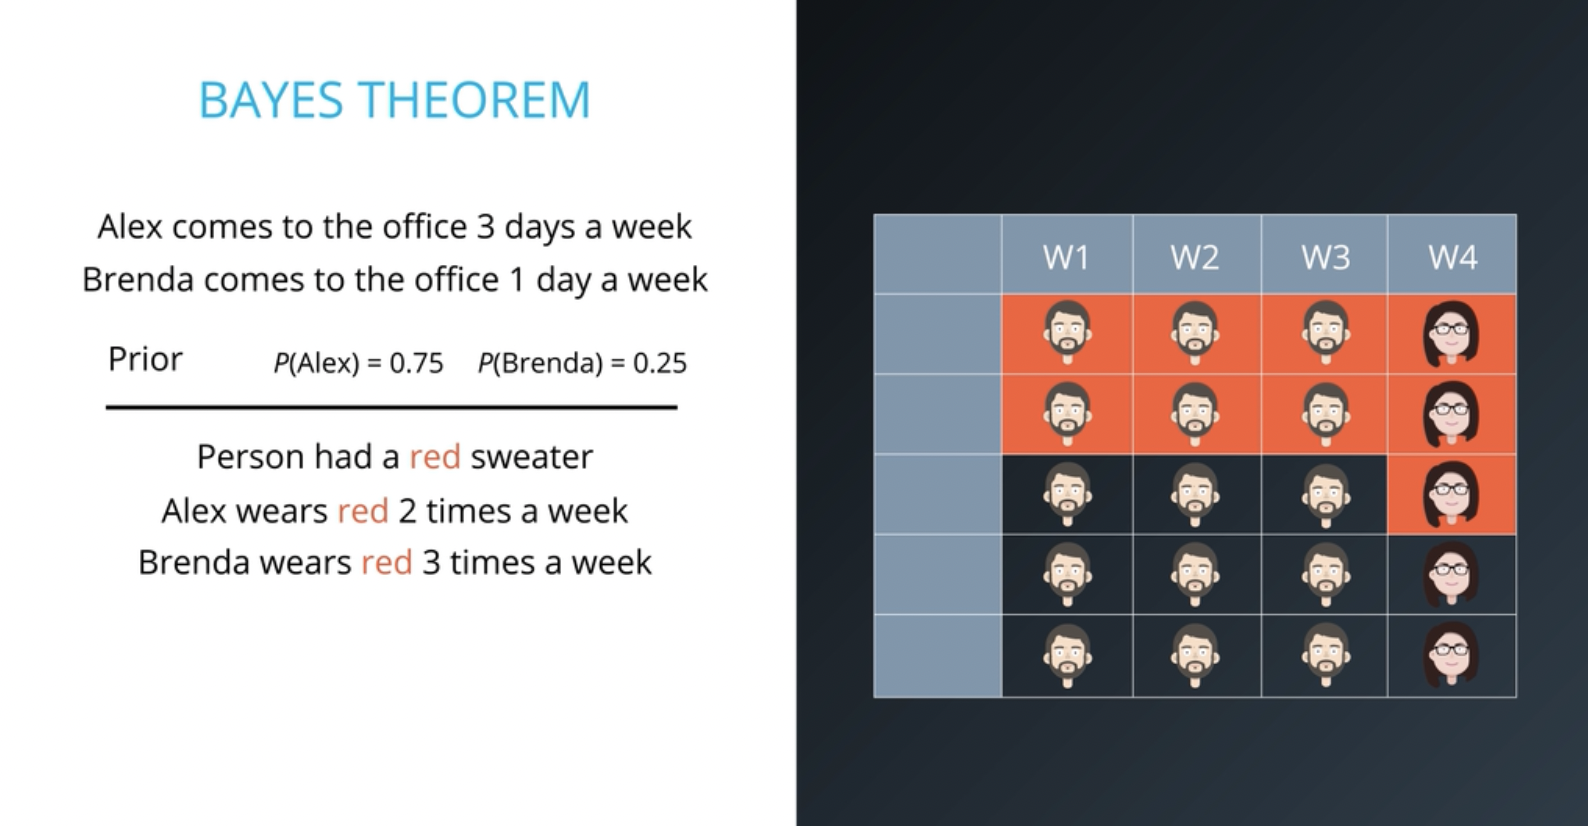 BAYES THEOREM
Alex comes to the office 3 days a week
Brenda comes to the office 1 day a week
Prior P(Alex) = 0.75 P(Brenda) = 0.25
Person had a red sweater
Alex wears red 2 times a week
Brenda wears red 3 times a week
W1 W2 W3 W4